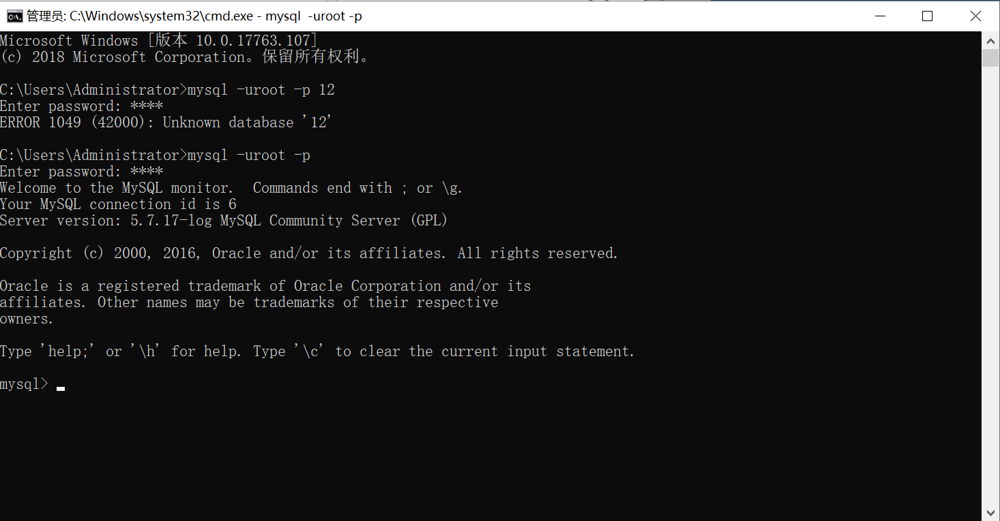 管理员: C:\Windows\system32\cmd.exe - mysql  -uroot -p
Microsoft Windows [版本 10.0.17763.107]
(c) 2018 Microsoft Corporation。保留所有权利。
C:\Users\Administrator>mysql -uroot -p 12
Enter password: ****
ERROR 1049 (42000): Unknown database '12'
C:\Users\Administrator>mysql -uroot -p
Enter password: ****
Welcome to the MySQL monitor.  Commands end with ; or \g.
Your MySQL connection id is 6
Server version: 5.7.17-log MySQL Community Server (GPL)
Copyright (c) 2000, 2016, Oracle and/or its affiliates. All rights reserved.
Oracle is a registered trademark of Oracle Corporation and/or its
affiliates. Other names may be trademarks of their respective
owners.
Type 'help;' or '\h' for help. Type '\c' to clear the current input statement.
mysql>